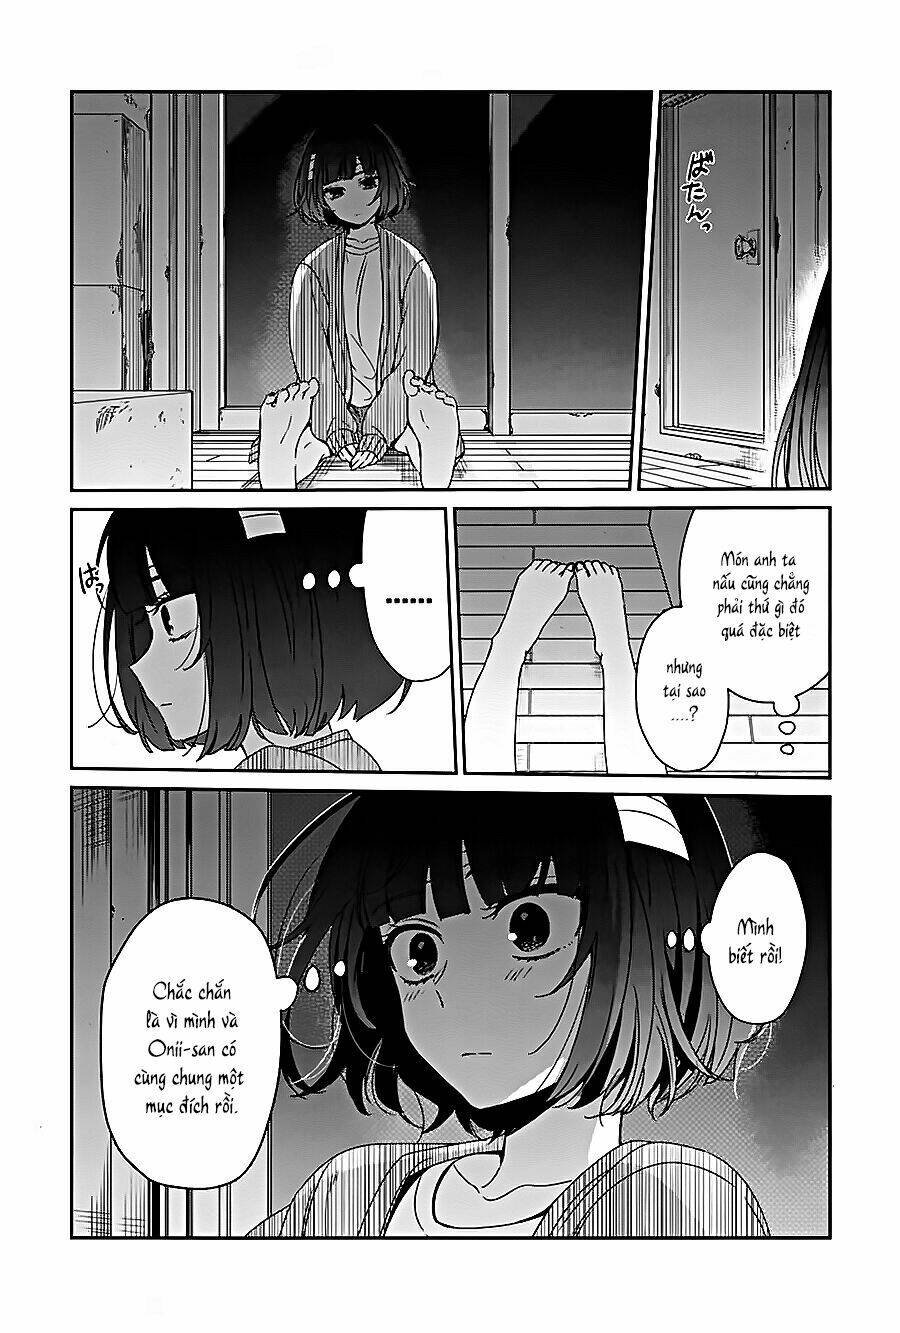 ばたんっ
Món anh ta
nấu cũng chẳng
phải thứ gì đó
quá đặc biệt
nhưng
tại sao
....?
.......
ばっ
Mình
biết rồi!
Chắc chắn
là vì mình và
Onii-san có
cùng chung một
mục đích rồi.